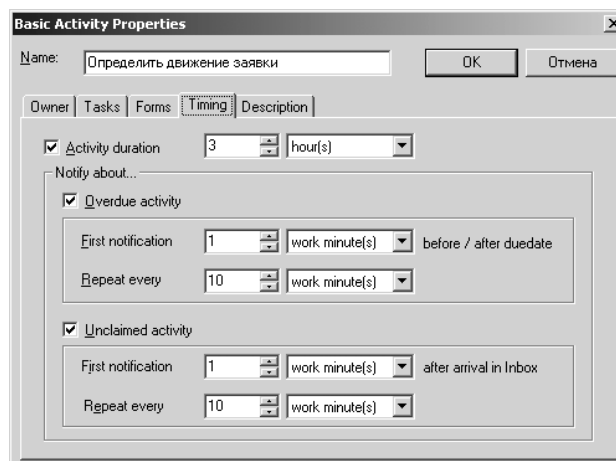 Basic Activity Properties
Name: Определить движение заявки OK Отмена
Owner Tasks Forms Timing Description
Activity duration 3 hour(s)
Notify about...
Overdue activity
First notification 1 work minute(s) before / after duedate
Repeat every 10 work minute(s)
Unclaimed activity
First notification 1 work minute(s) after arrival in Inbox
Repeat every 10 work minute(s)